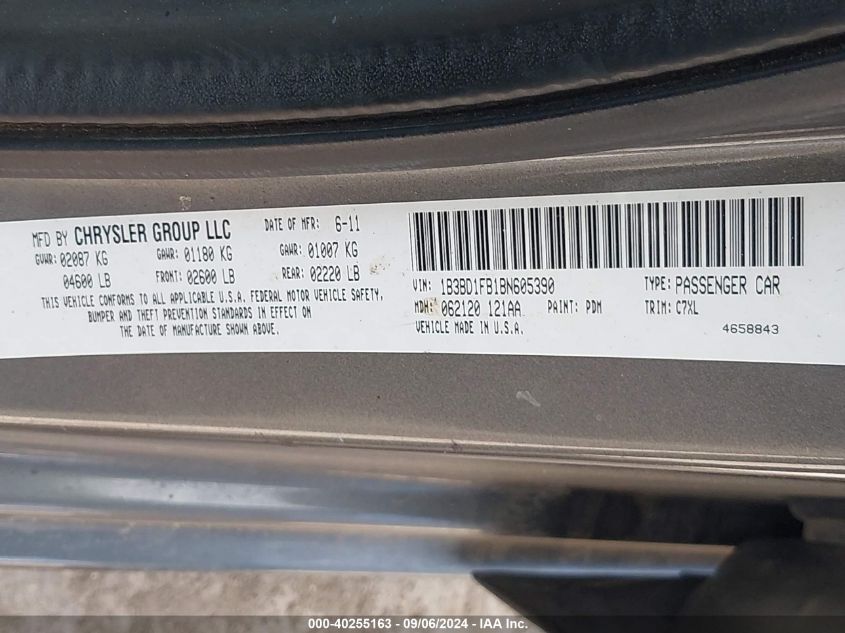 MFD BY CHRYSLER GROUP LLC DATE OF MFR: 6-11
GVWR: 02087 KG GAWR: 01180 KG GAWR: 01007 KG
04600 LB FRONT: 02600 LB REAR: 02220 LB
THIS VEHICLE CONFORMS TO ALL APPLICABLE U.S.A. FEDERAL MOTOR VEHICLE SAFETY,
BUMPER AND THEFT PREVENTION STANDARDS IN EFFECT ON
THE DATE OF MANUFACTURE SHOWN ABOVE.
VIN: 1B3BD1FB1BN605390 TYPE: PASSENGER CAR
MDH: 062120 121AA PAINT: PDM TRIM: C7XL
VEHICLE MADE IN U.S.A. 4658843
000-40255163 - 09/06/2024 - IAA Inc.